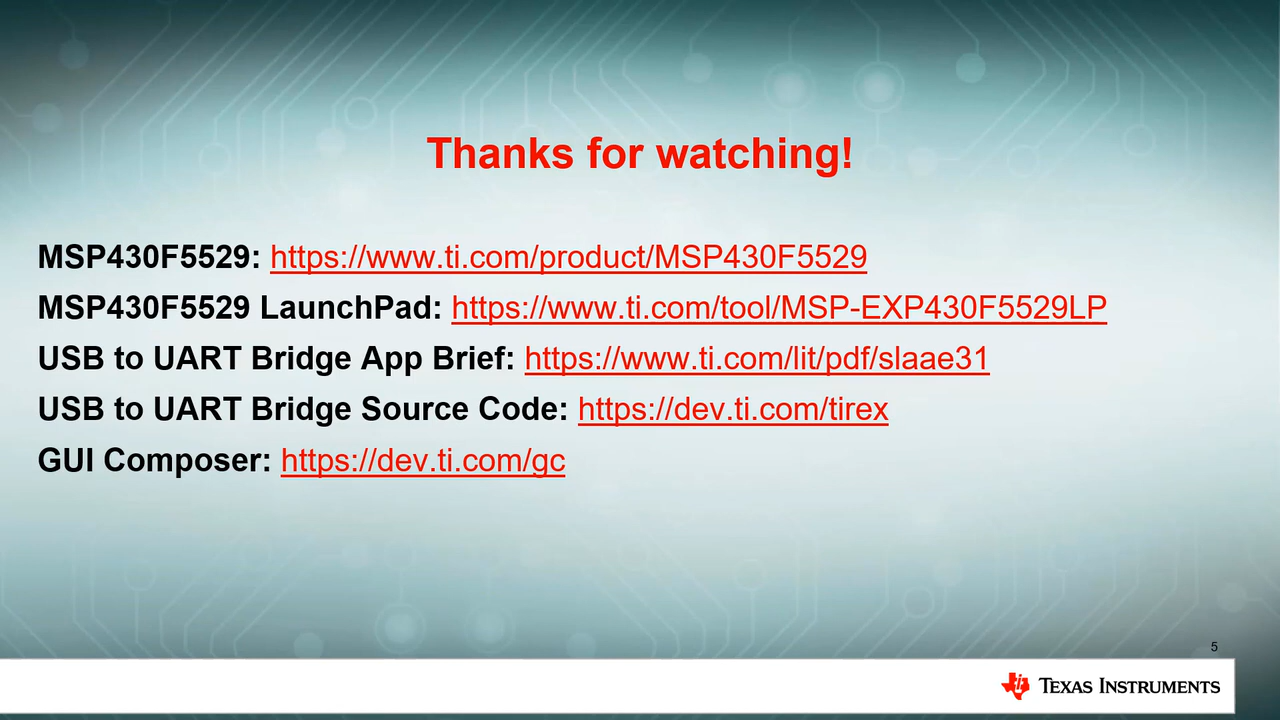 Thanks for watching!
MSP430F5529: https://www.ti.com/product/MSP430F5529
MSP430F5529 LaunchPad: https://www.ti.com/tool/MSP-EXP430F5529LP
USB to UART Bridge App Brief: https://www.ti.com/lit/pdf/slaae31
USB to UART Bridge Source Code: https://dev.ti.com/tirex
GUI Composer: https://dev.ti.com/gc
5
TEXAS INSTRUMENTS